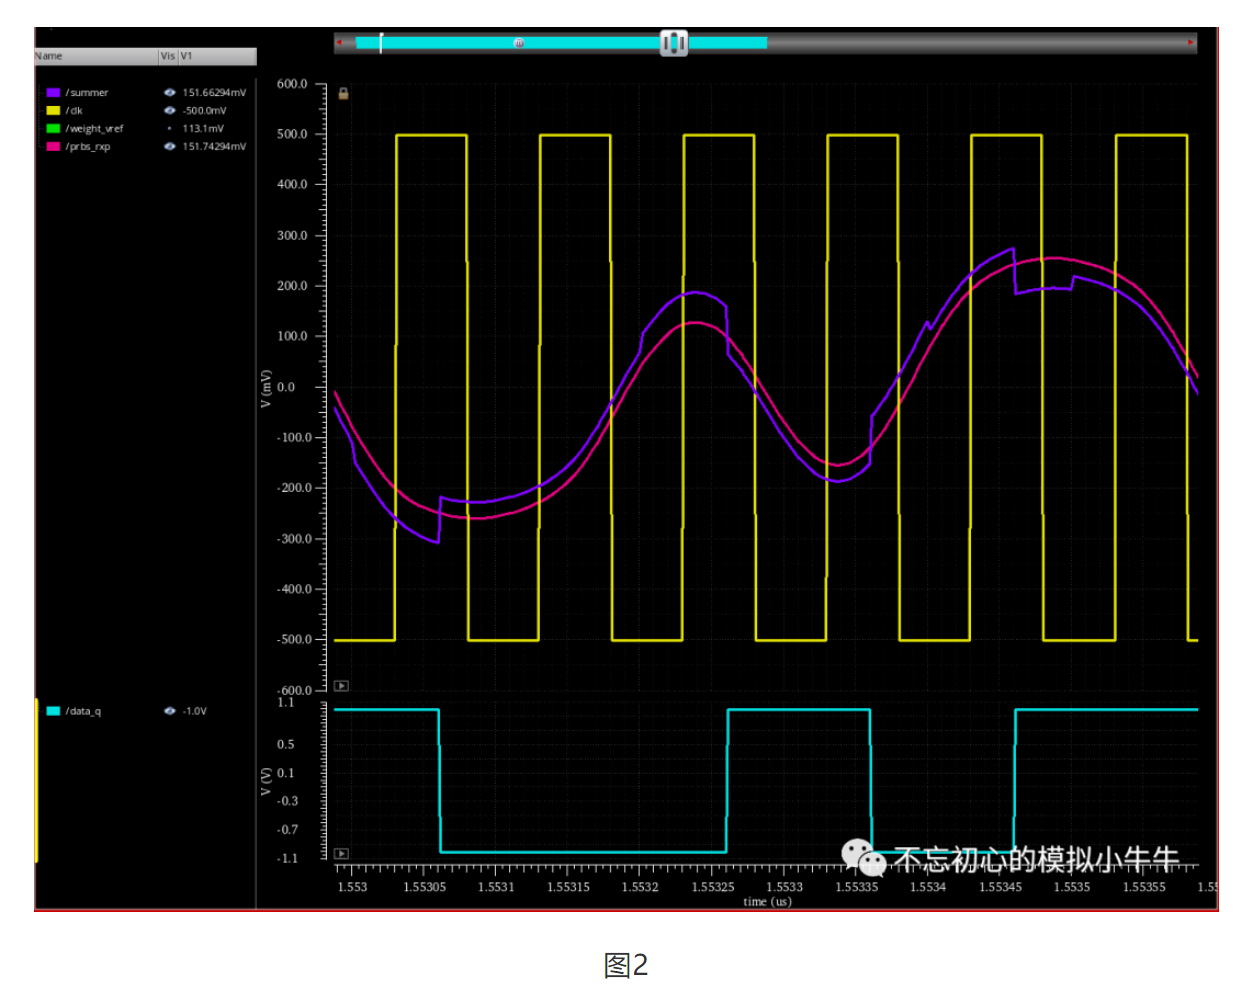 Name Vis V1
/summer 151.66294mV
/clk -500.0mV
/weight_vref 113.1mV
/prbs_rxp 151.74294mV
600.0
500.0
400.0
300.0
200.0
100.0
0.0
-100.0
-200.0
-300.0
-400.0
-500.0
-600.0
V (mV)
/data_q -1.0V
1.1
0.5
0.1
-0.3
-0.7
-1.1
V (V)
不忘初心的模拟小牛牛
1.553 1.55305 1.5531 1.55315 1.5532 1.55325 1.5533 1.55335 1.5534 1.55345 1.5535 1.55355
time (us)
图2